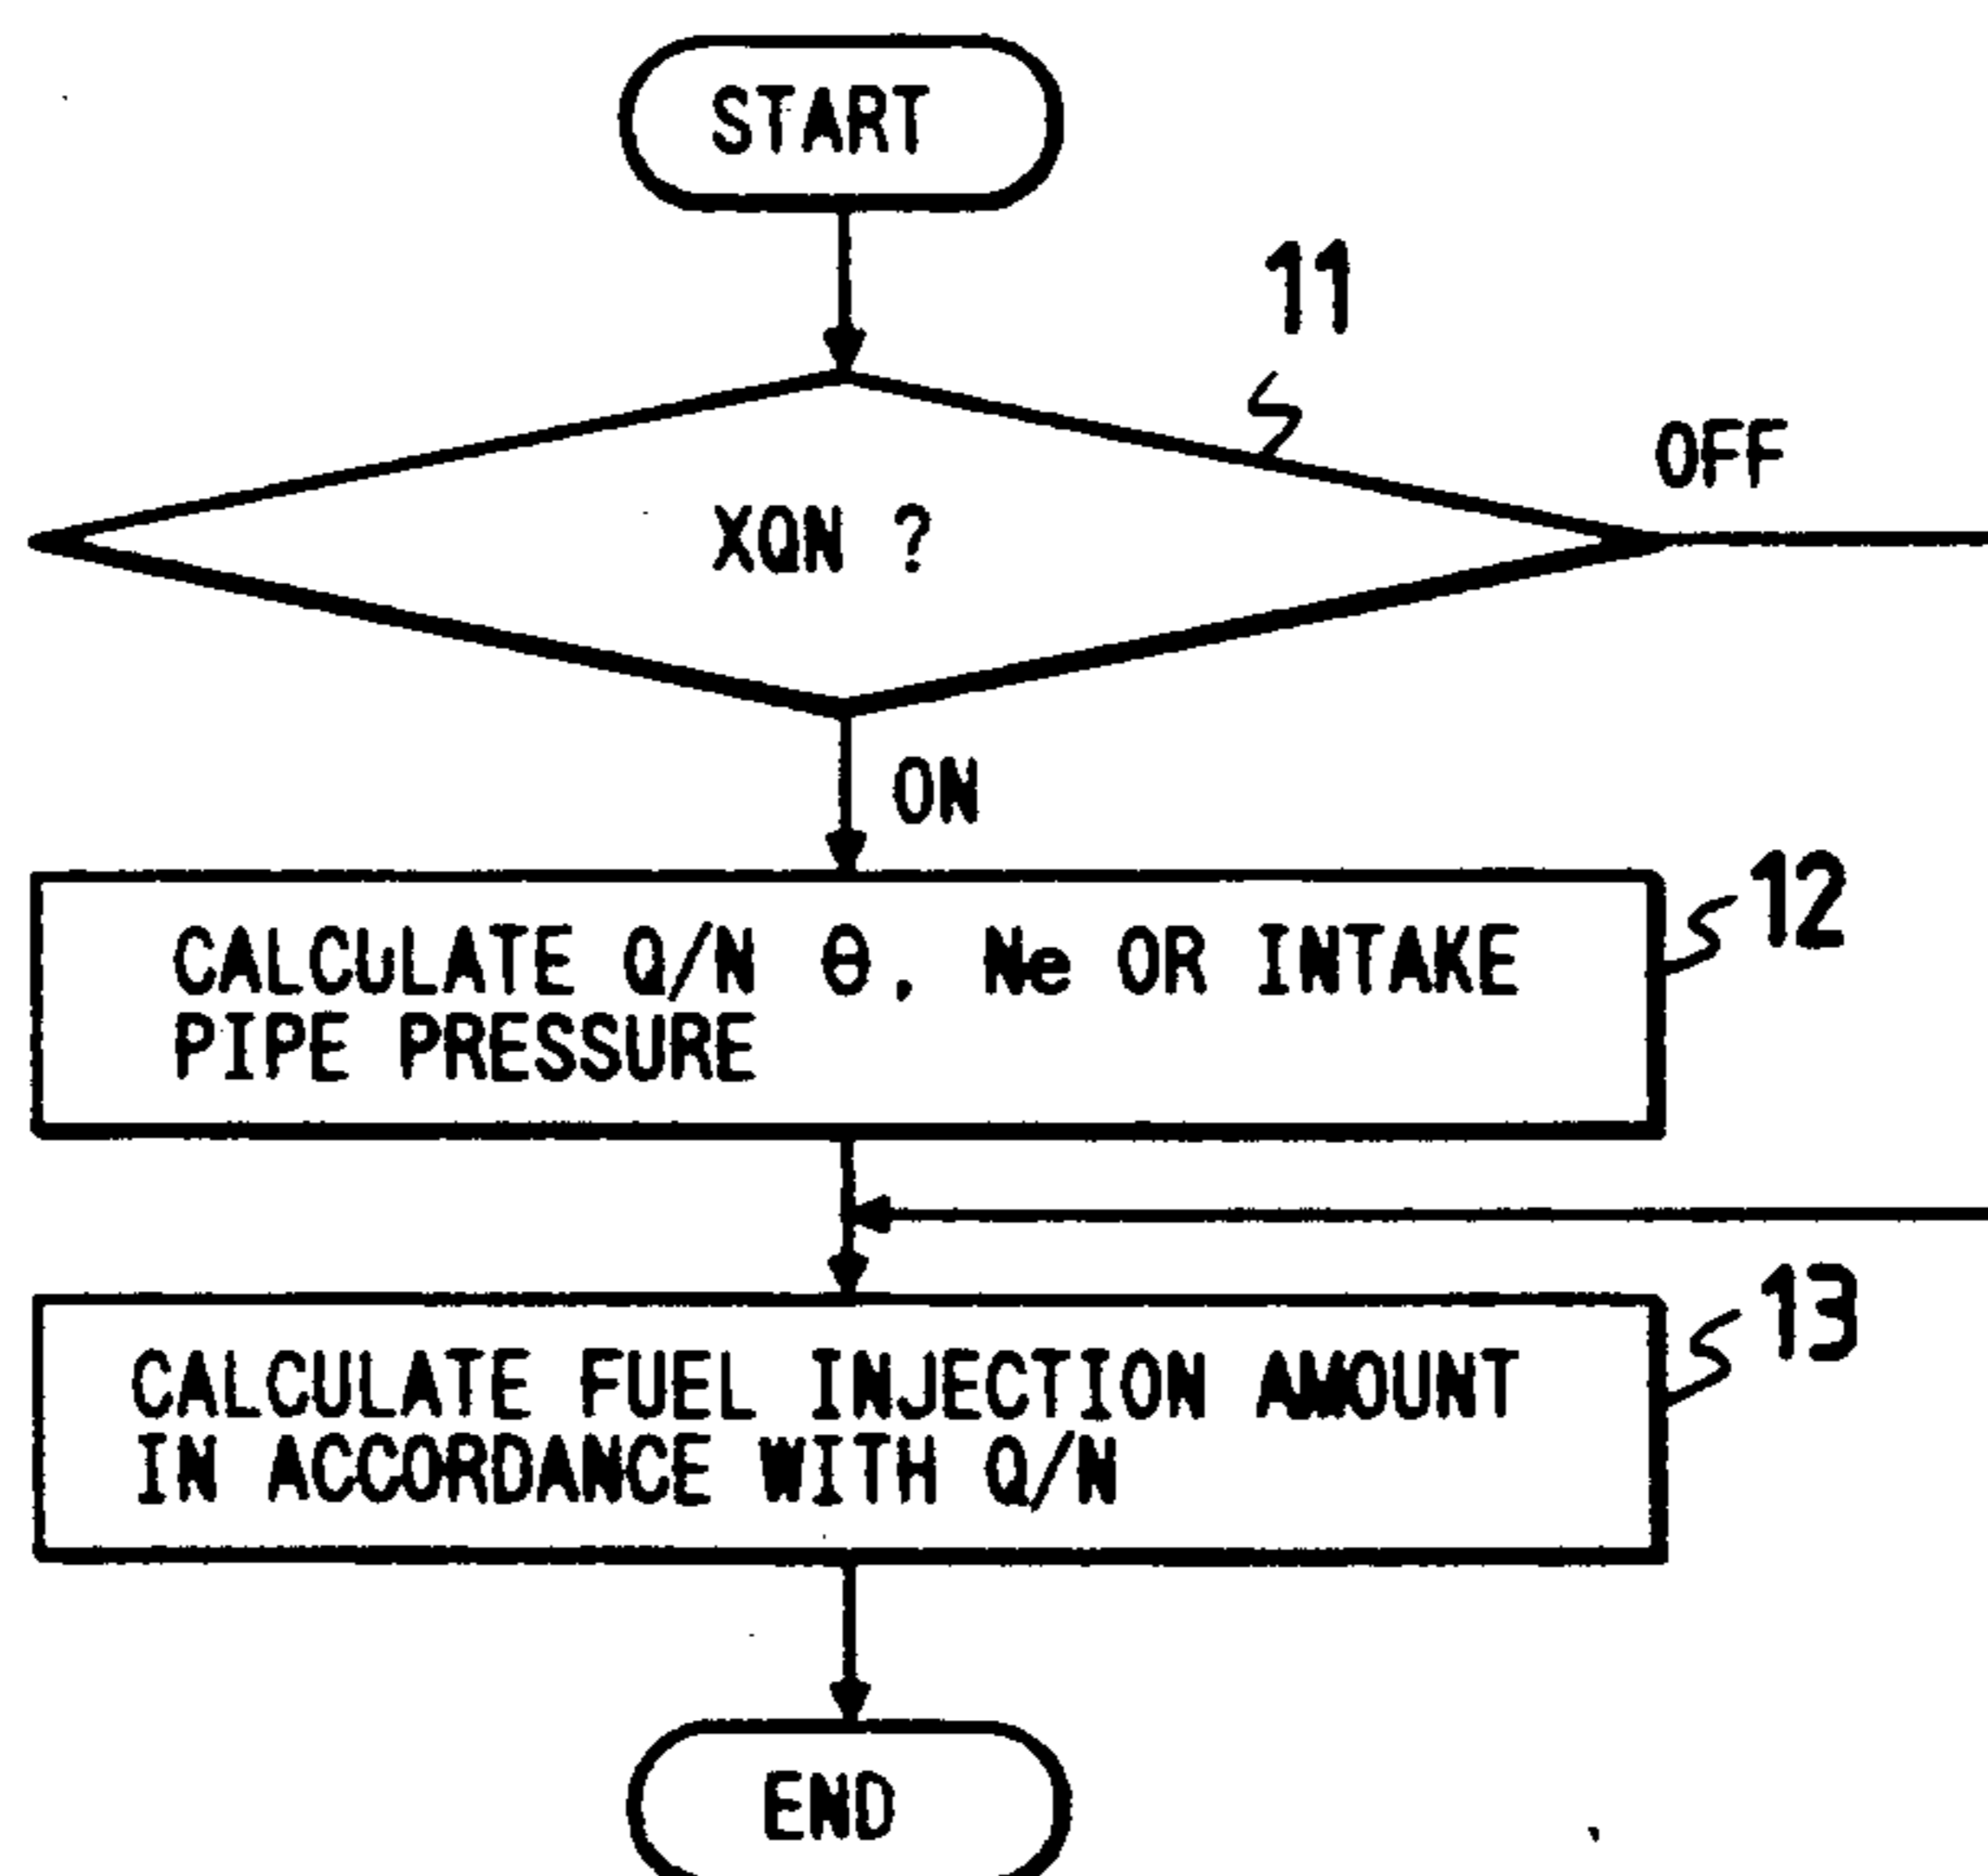 START
11
XQN ?
OFF
ON
12
CALCULATE Q/N θ, Ne OR INTAKE
PIPE PRESSURE
13
CALCULATE FUEL INJECTION AMOUNT
IN ACCORDANCE WITH Q/N
END